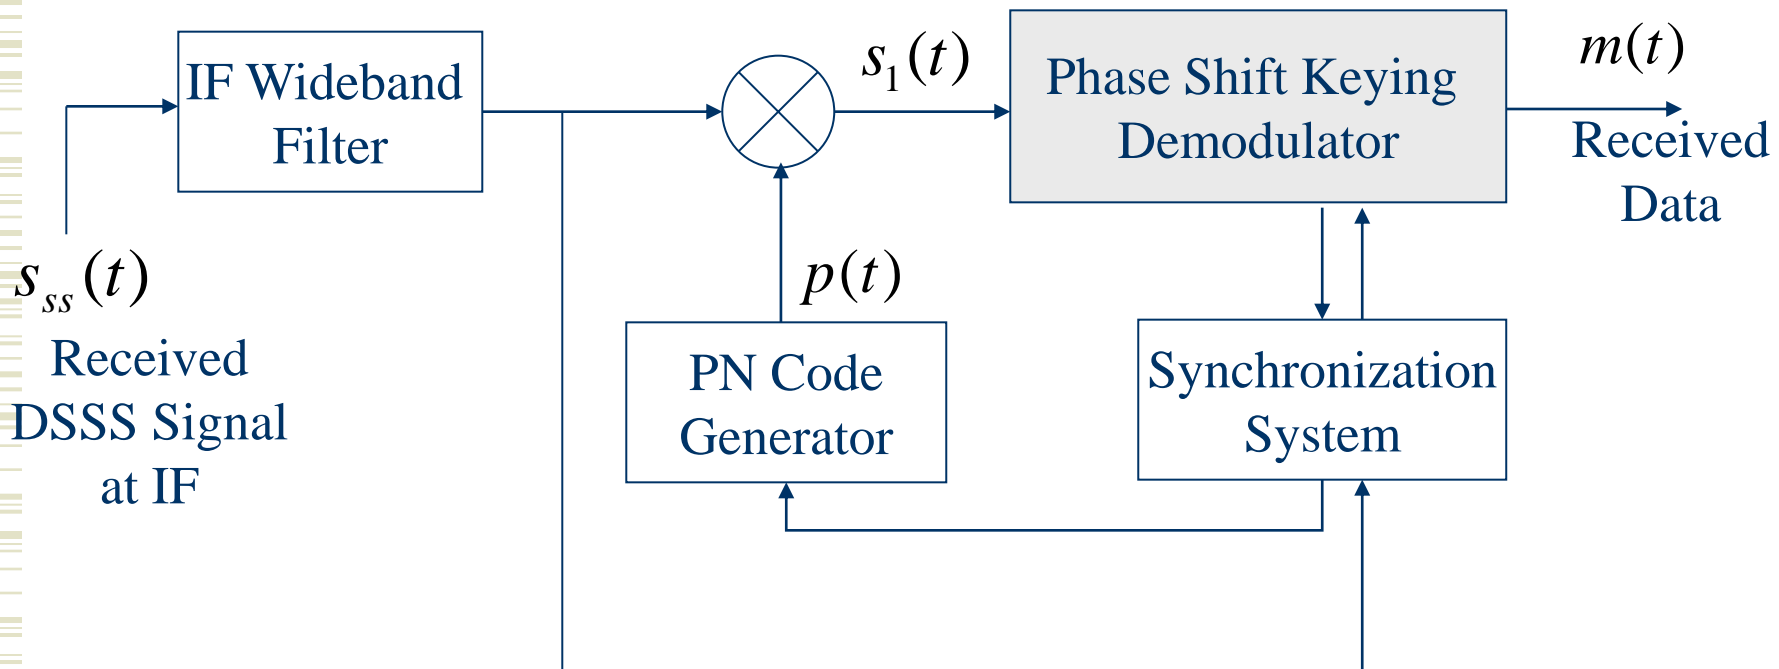 IF Wideband
Filter
s₁(t)
Phase Shift Keying
Demodulator
m(t)
Received
Data
sₛₛ(t)
Received
DSSS Signal
at IF
p(t)
PN Code
Generator
Synchronization
System